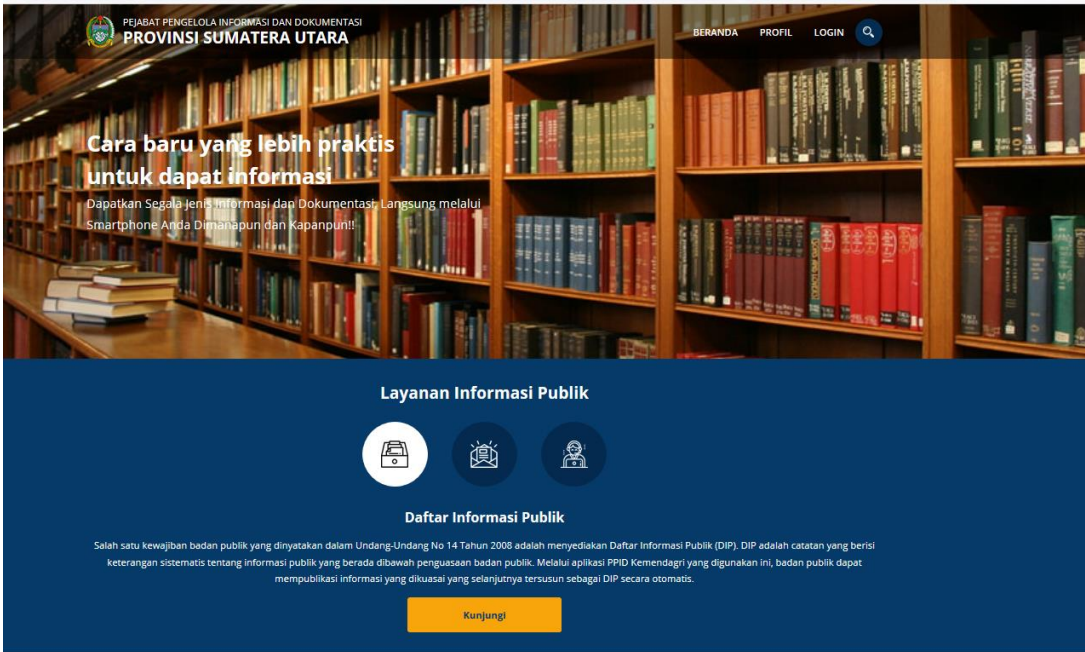 PEJABAT PENGELOLA INFORMASI DAN DOKUMENTASI
PROVINSI SUMATERA UTARA
BERANDA PROFIL LOGIN
Cara baru yang lebih praktis
untuk dapat informasi
Dapatkan Segala Jenis Informasi dan Dokumentasi, Langsung melalui
Smartphone Anda Dimanapun dan Kapanpun!!
Layanan Informasi Publik
Daftar Informasi Publik
Salah satu kewajiban badan publik yang dinyatakan dalam Undang-Undang No 14 Tahun 2008 adalah menyediakan Daftar Informasi Publik (DIP). DIP adalah catatan yang berisi
keterangan sistematis tentang informasi publik yang berada dibawah penguasaan badan publik. Melalui aplikasi PPID Kemendagri yang digunakan ini, badan publik dapat
mempublikasi informasi yang dikuasai yang selanjutnya tersusun sebagai DIP secara otomatis.
Kunjungi